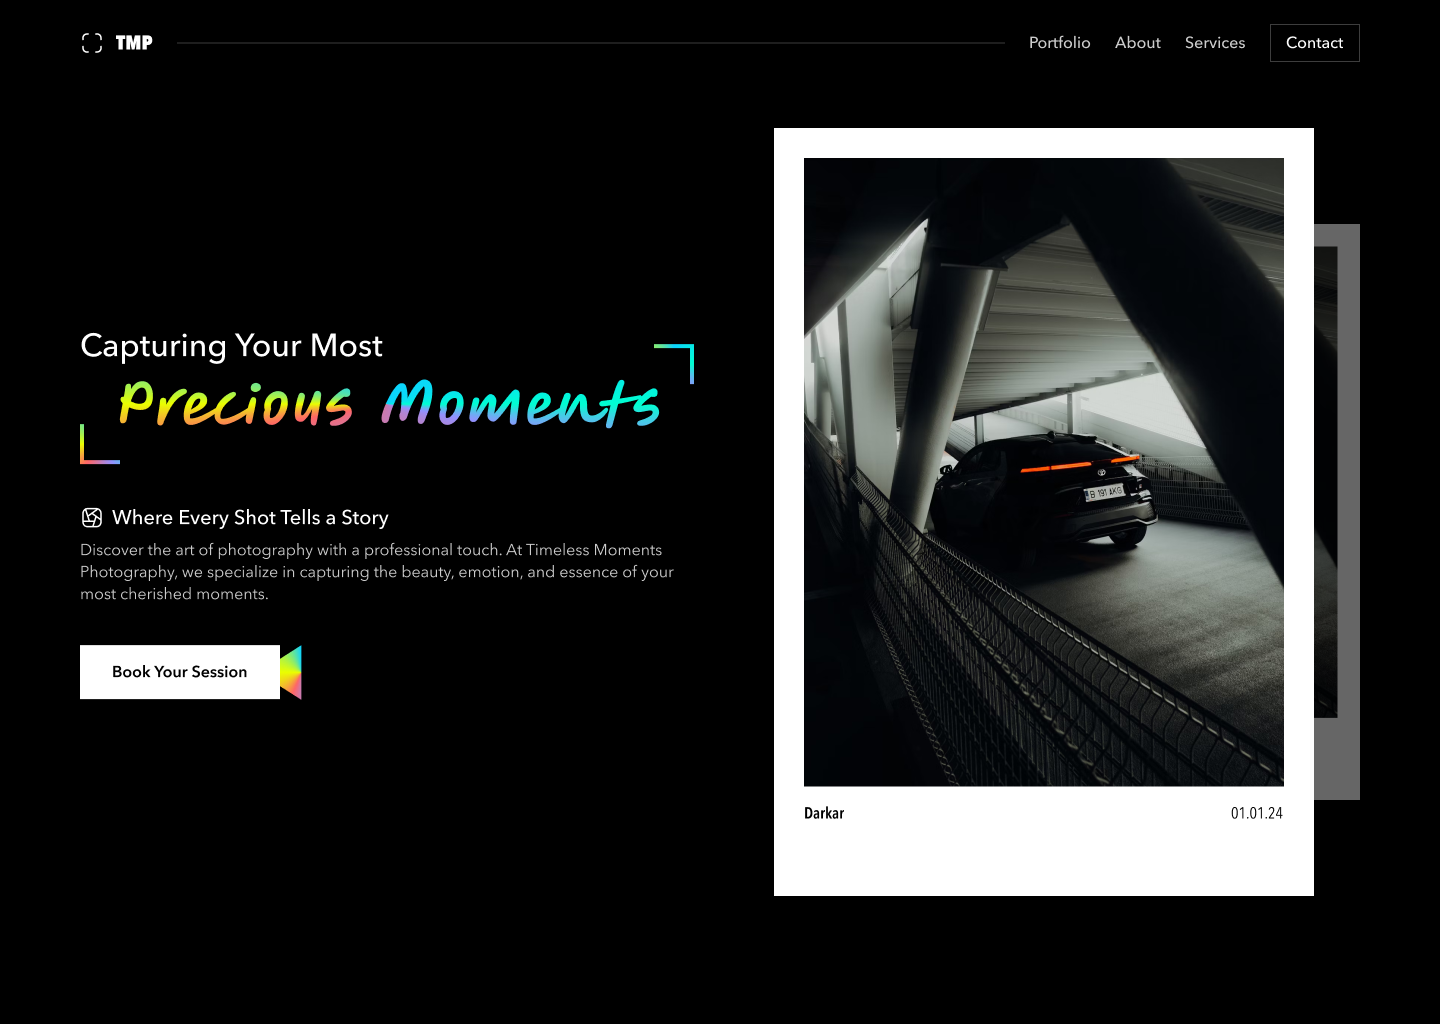 TMP
Portfolio
About
Services
Contact
Capturing Your Most
Precious Moments
Where Every Shot Tells a Story
Discover the art of photography with a professional touch. At Timeless Moments
Photography, we specialize in capturing the beauty, emotion, and essence of your
most cherished moments.
Book Your Session
B 191 AKG
Darkar
01.01.24